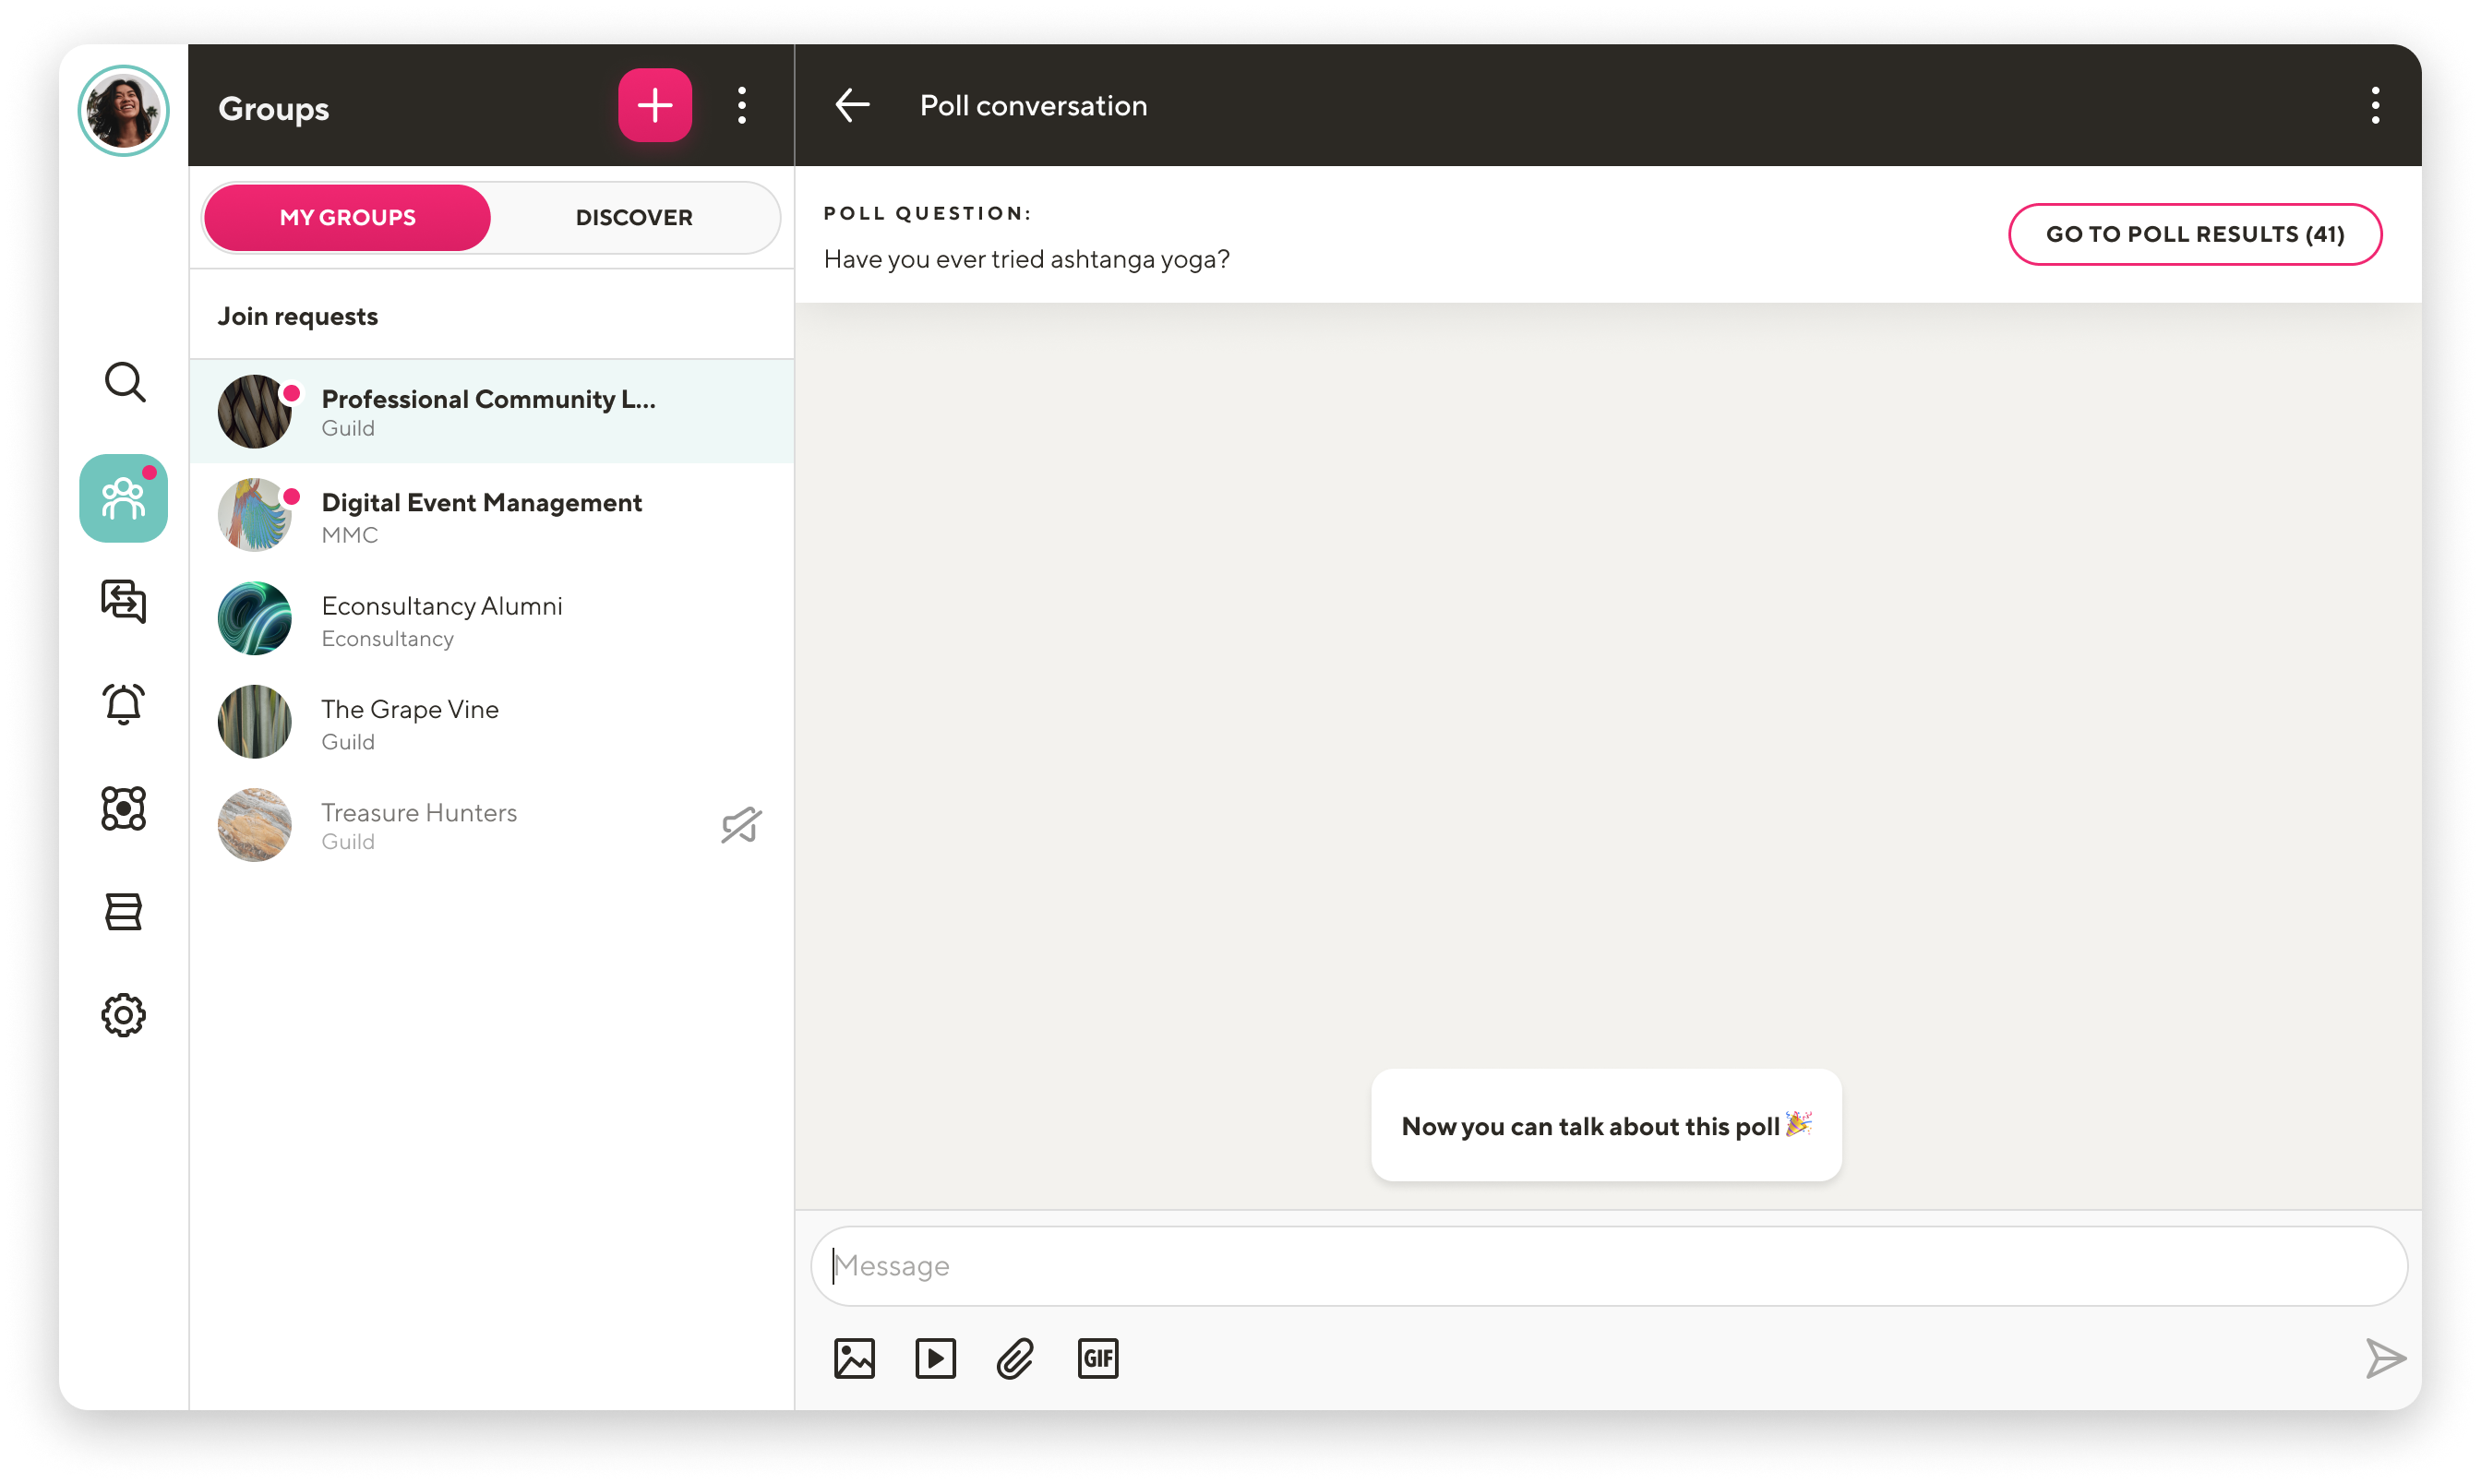 Groups
MY GROUPS
DISCOVER
Join requests
Professional Community L...
Guild
Digital Event Management
MMC
Econsultancy Alumni
Econsultancy
The Grape Vine
Guild
Treasure Hunters
Guild
Poll conversation
POLL QUESTION:
Have you ever tried ashtanga yoga?
GO TO POLL RESULTS (41)
Now you can talk about this poll 🎉
Message
GIF